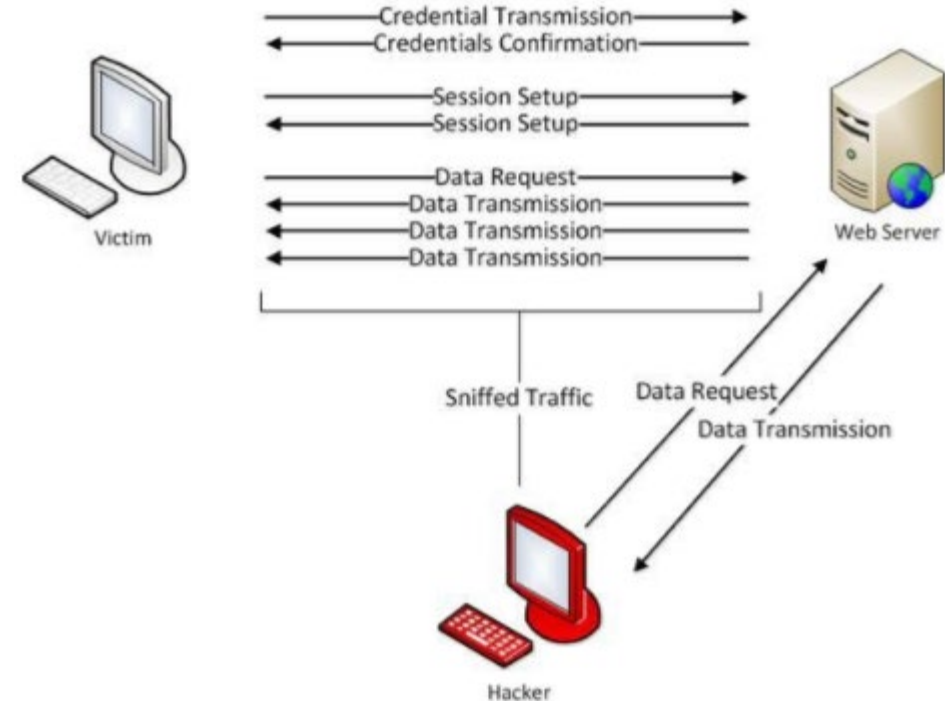 Credential Transmission
Credentials Confirmation
Session Setup
Session Setup
Data Request
Data Transmission
Data Transmission
Data Transmission
Victim
Web Server
Sniffed Traffic
Data Request
Data Transmission
Hacker